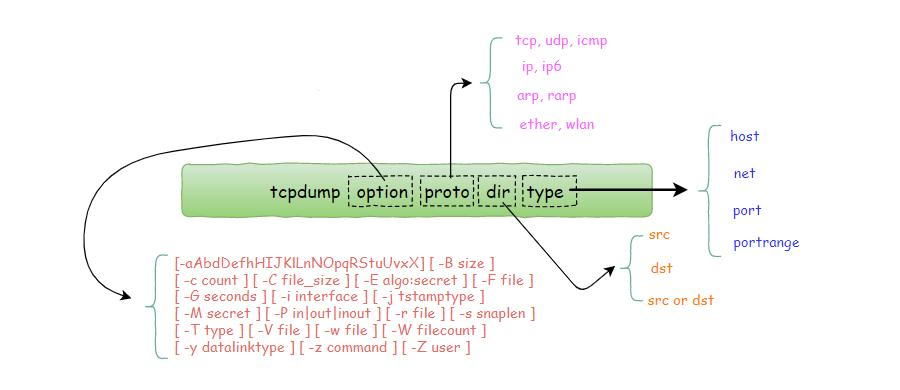 tcp, udp, icmp
ip, ip6
arp, rarp
ether, wlan
host
net
port
portrange
tcpdump option proto dir type
src
dst
src or dst
[-aAbdDefhHIJKlLnNOpqRStuUvxX] [ -B size ]
[ -c count ] [ -C file_size ] [ -E algo:secret ] [ -F file ]
[ -G seconds ] [ -i interface ] [ -j tstamptype ]
[ -M secret ] [ -P in|out|inout ] [ -r file ] [ -s snaplen ]
[ -T type ] [ -V file ] [ -w file ] [ -W filecount ]
[ -y datalinktype ] [ -z command ] [ -Z user ]